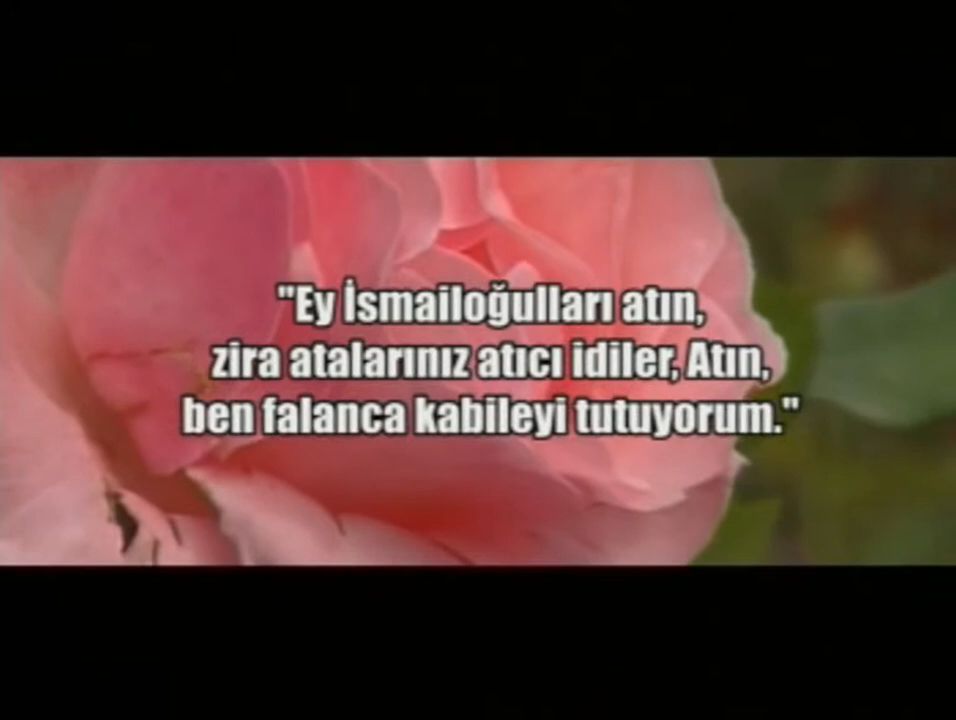 "Ey İsmailoğulları atın,
zira atalarınız atıcı idiler, Atın,
ben falanca kabileyi tutuyorum."